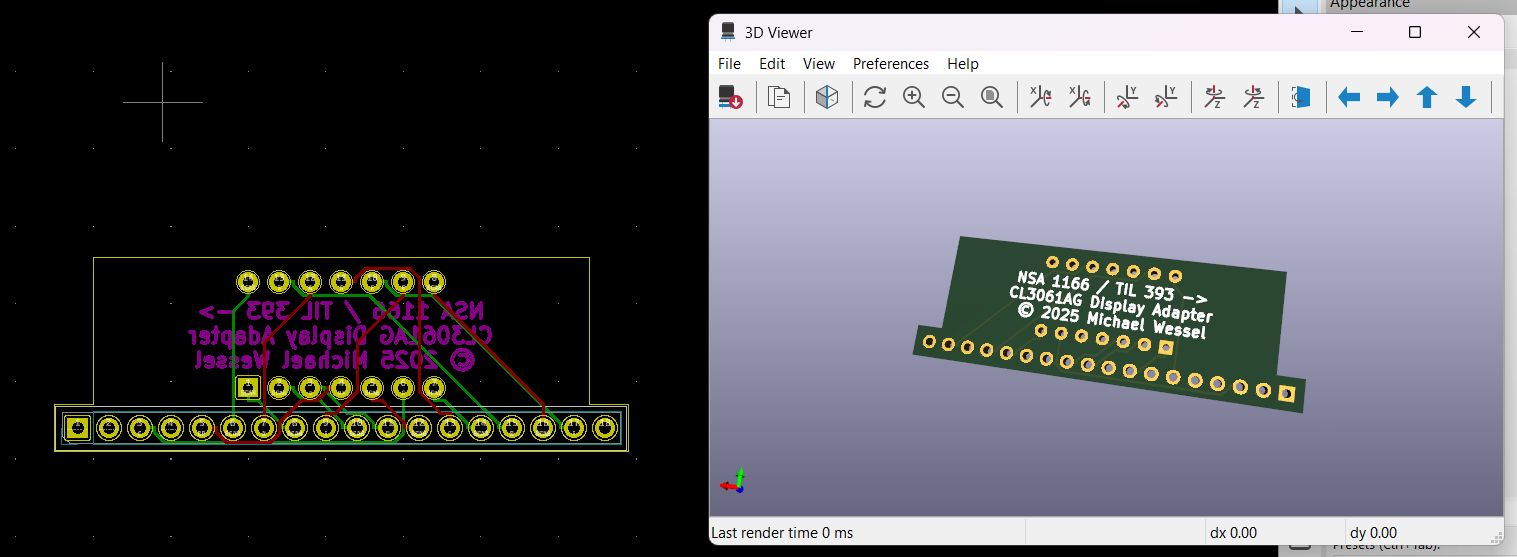 Appearance
3D Viewer
File Edit View Preferences Help
NSA 1166 / TIL 393 ->
CL3061AG Display Adapter
© 2025 Michael Wessel
NSA 1166 / TIL 393 ->
CL3061AG Display Adapter
© 2025 Michael Wessel
Last render time 0 ms
dx 0.00
dy 0.00
Presets (Ctrl+Tab):